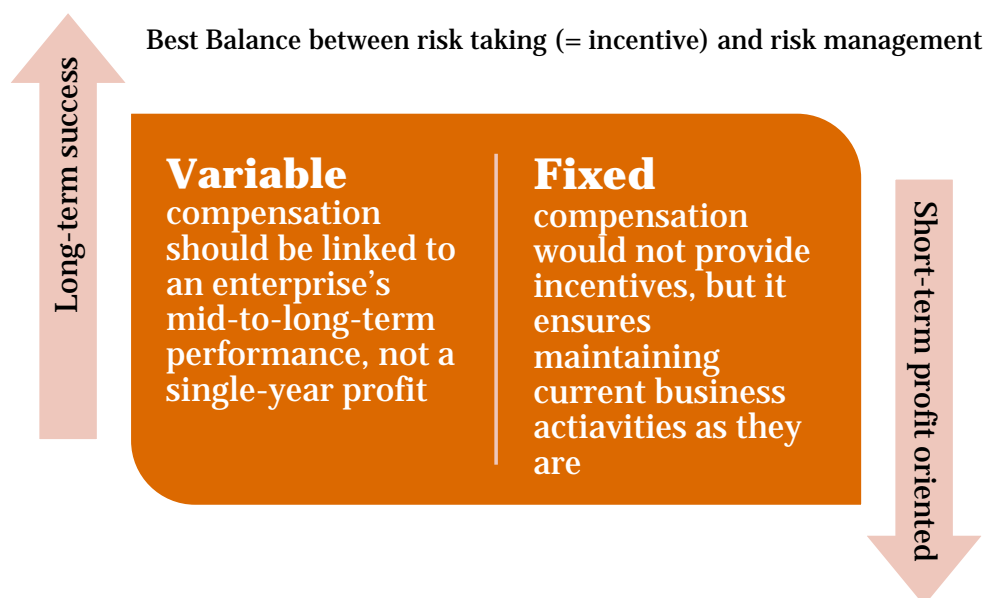 Best Balance between risk taking (= incentive) and risk management
Long-term success
Variable
compensation
should be linked to
an enterprise's
mid-to-long-term
performance, not a
single-year profit
Fixed
compensation
would not provide
incentives, but it
ensures
maintaining
current business
actiavities as they
are
Short-term profit oriented